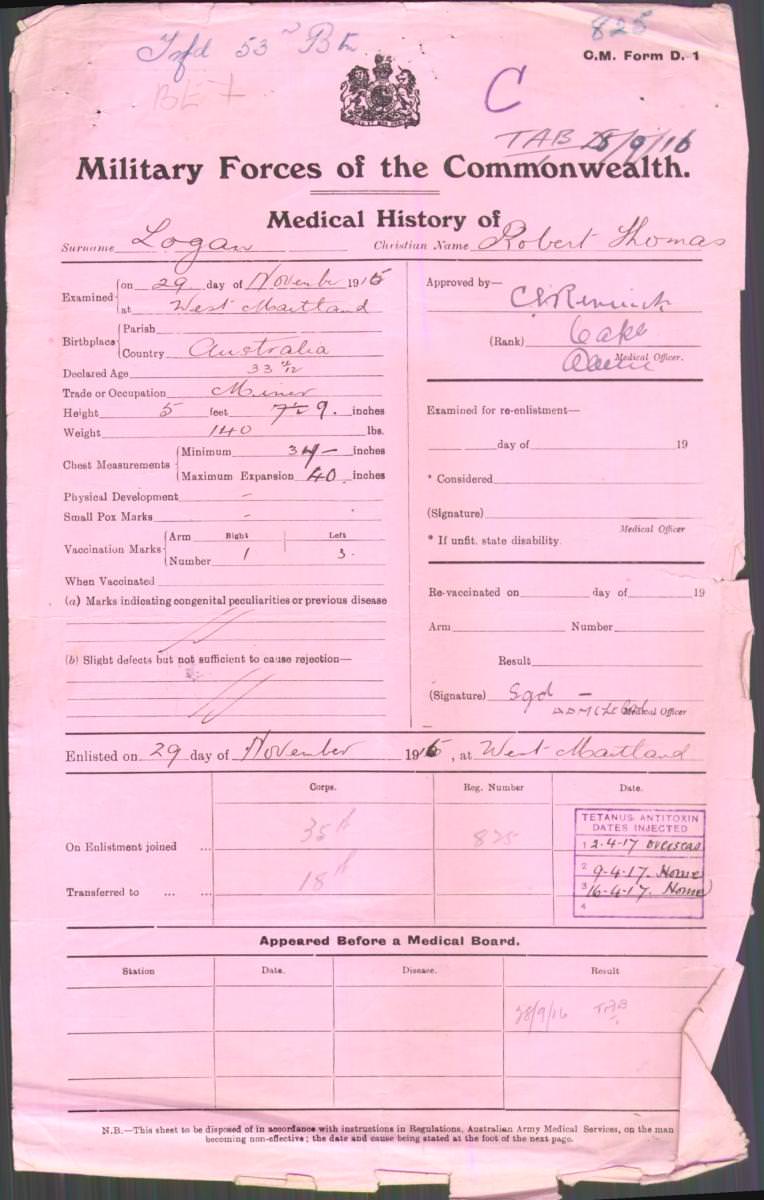 Tfd 53rd Bt
825
C.M. Form D. 1
C
TAB 28/9/16
Military Forces of the Commonwealth.
Medical History of
Surname Logan Christian Name Robert Thomas
Examined on 29 day of November 1915
at West Maitland
Birthplace Parish
Country Australia
Declared Age 33
Trade or Occupation Miner
Height 5 feet 9. inches
Weight 140 lbs.
Chest Measurements Minimum 34 — inches
Maximum Expansion 40 inches
Physical Development —
Small Pox Marks —
Vaccination Marks Arm Right Left
Number 1 3.
When Vaccinated
(a) Marks indicating congenital peculiarities or previous disease
(b) Slight defects but not sufficient to cause rejection—
Approved by—
(Rank)
Medical Officer.
Examined for re-enlistment—
day of 19
* Considered
(Signature)
Medical Officer
* If unfit, state disability.
Re-vaccinated on day of 19
Arm Number
Result
(Signature) Sgd —
Medical Officer
Enlisted on 29 day of November 1915, at West Maitland
Corps. Reg. Number Date.
On Enlistment joined ... 35th 825
Transferred to ... ... 18th
TETANUS ANTITOXIN
DATES INJECTED
1 2-4-17 overseas
2 9-4-17. Home
3 16-4-17. Home
4
Appeared Before a Medical Board.
Station Date. Disease. Result
28/9/16 TAB
N.B.—This sheet to be disposed of in accordance with instructions in Regulations, Australian Army Medical Services, on the man
becoming non-effective; the date and cause being stated at the foot of the next page.